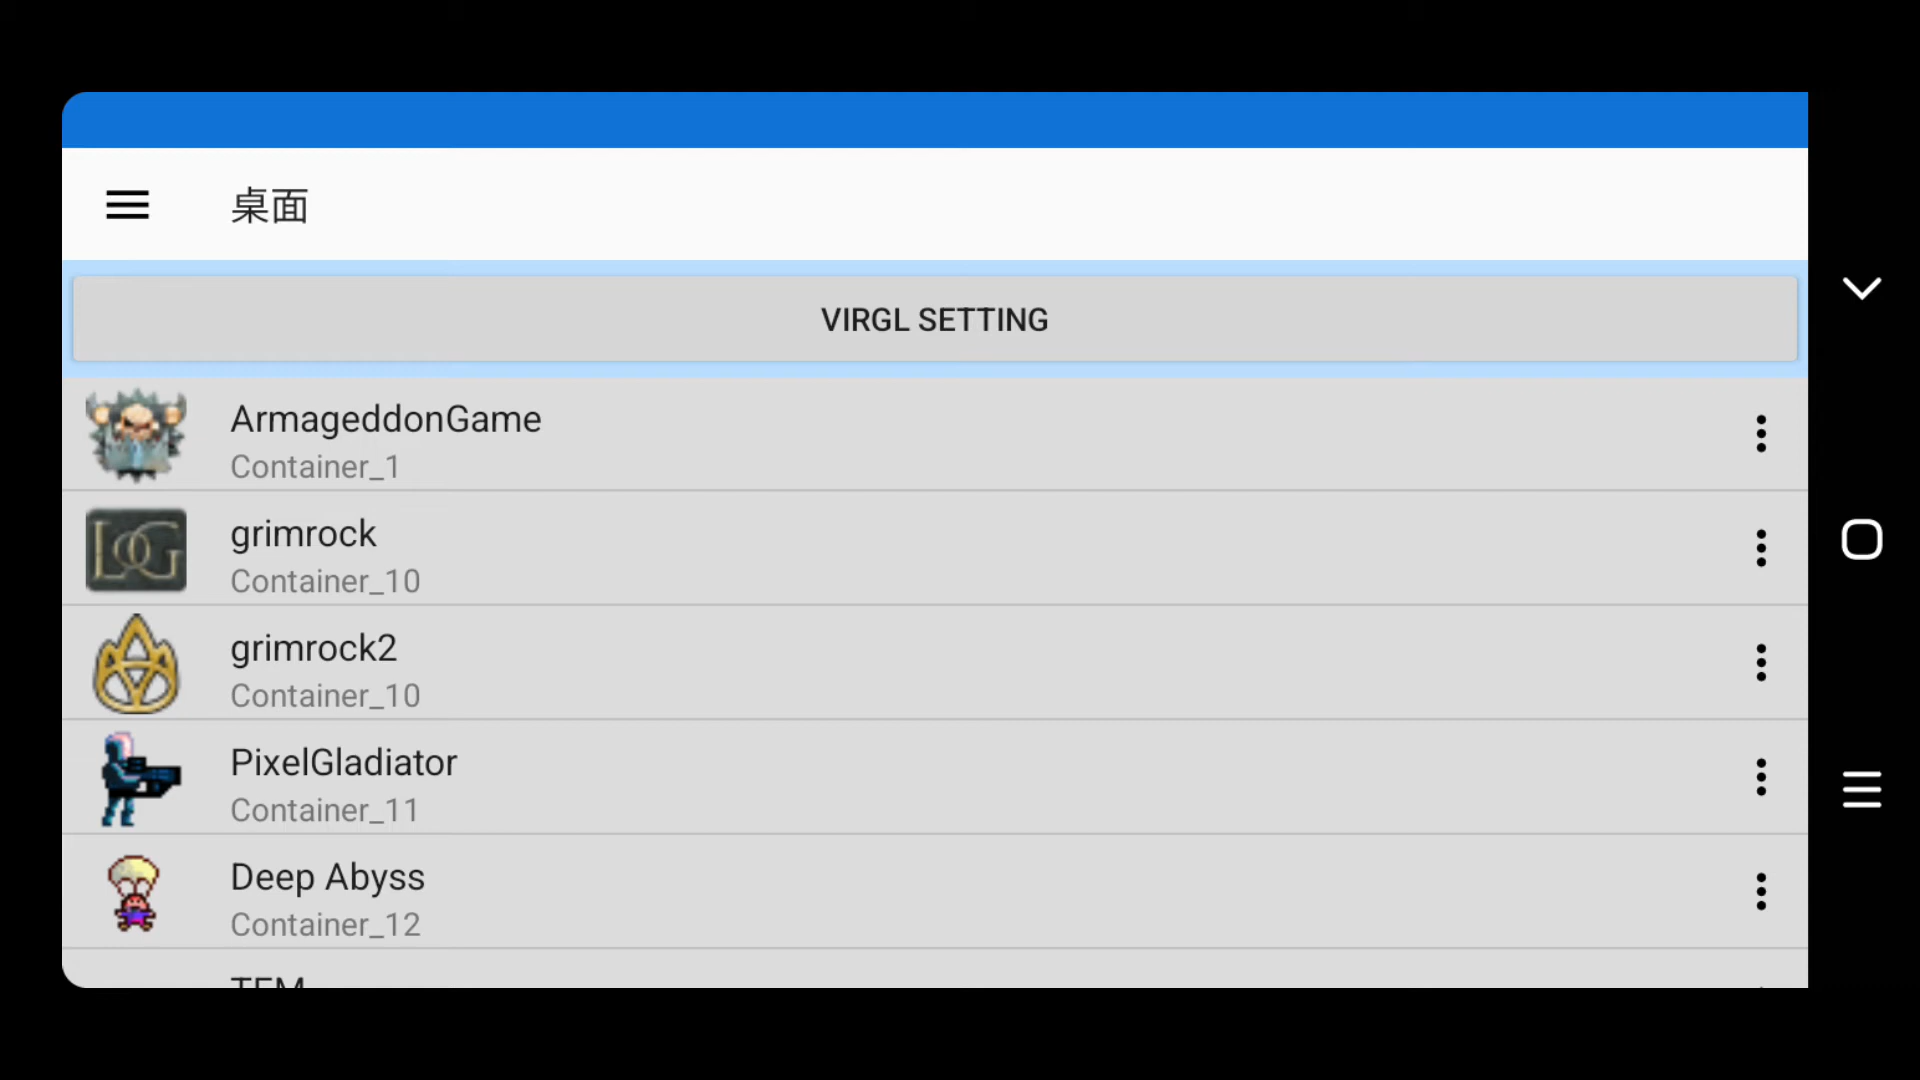 桌面
VIRGL SETTING
ArmageddonGame
Container_1
grimrock
Container_10
grimrock2
Container_10
PixelGladiator
Container_11
Deep Abyss
Container_12